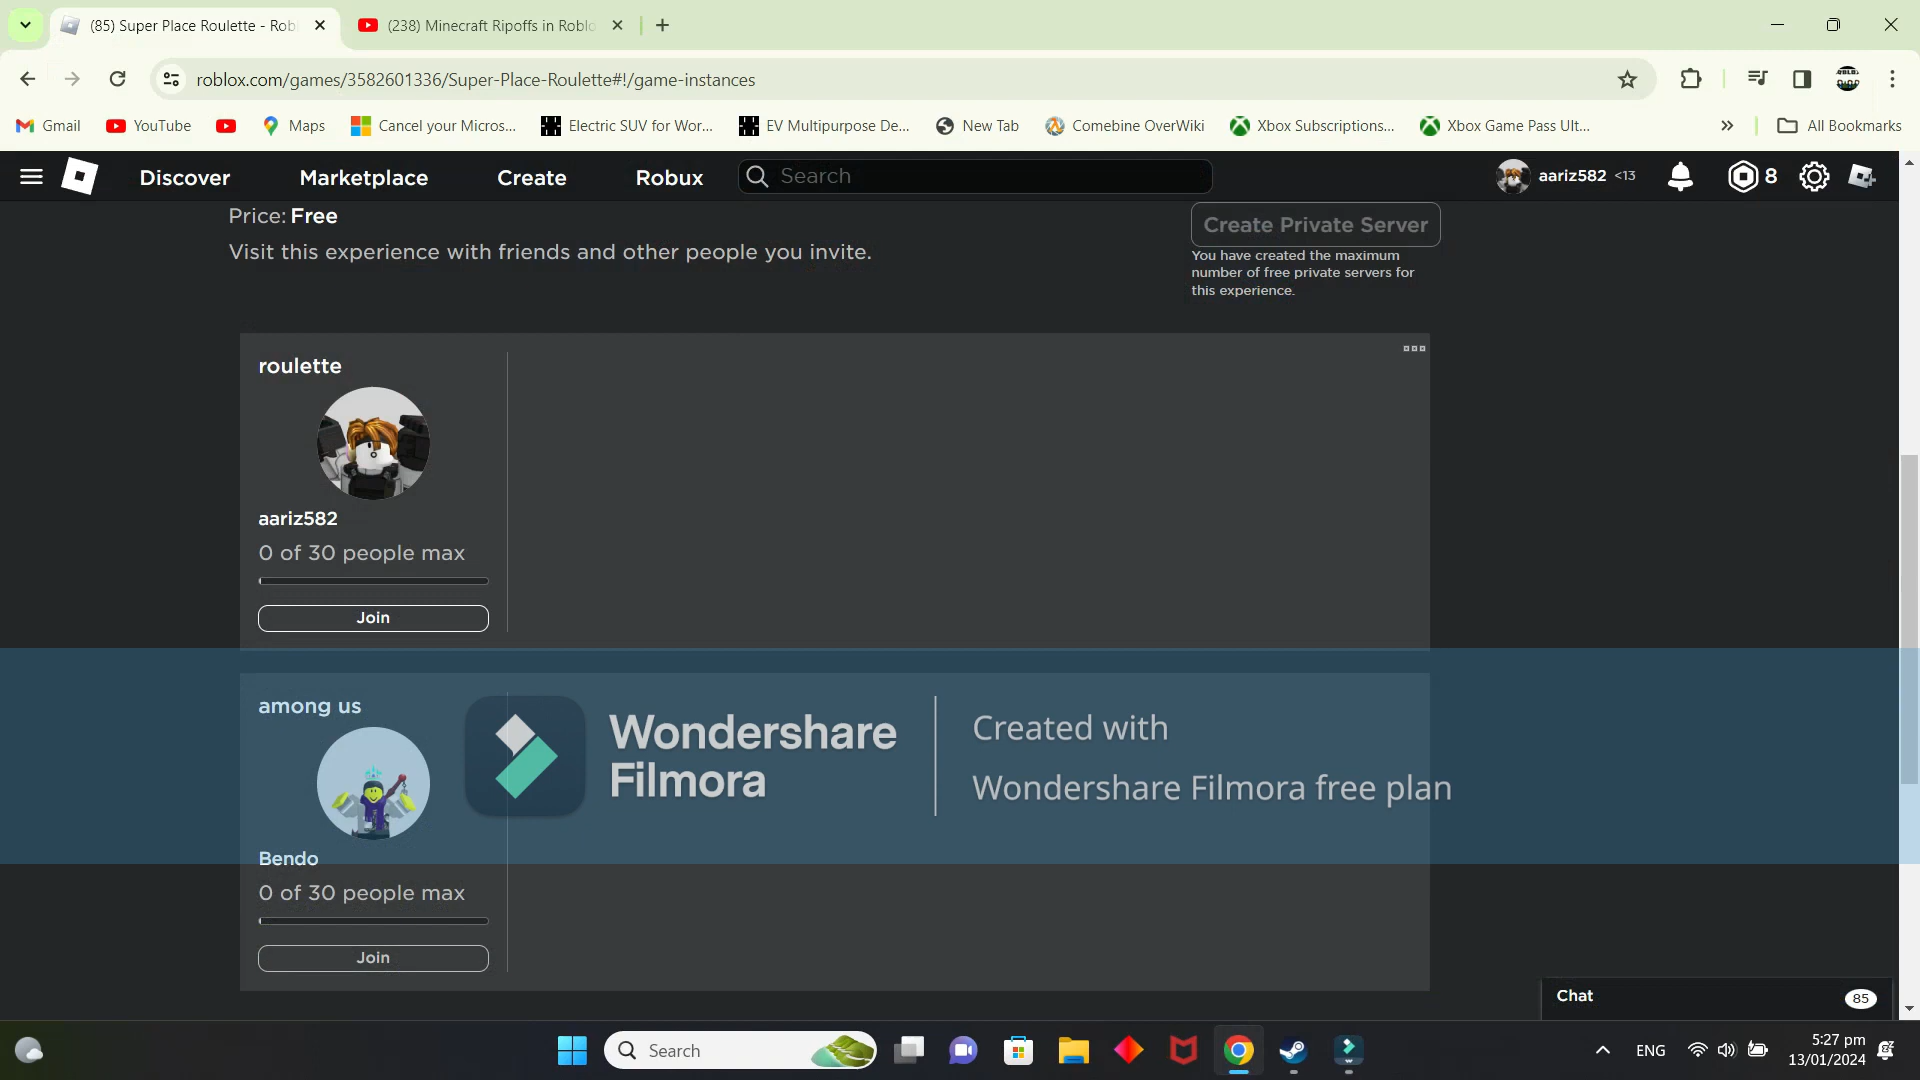 (85) Super Place Roulette - Rob
(238) Minecraft Ripoffs in Roblo
roblox.com/games/3582601336/Super-Place-Roulette#!/game-instances
Gmail
YouTube
Maps
Cancel your Micros...
Electric SUV for Wor...
EV Multipurpose De...
New Tab
Comebine OverWiki
Xbox Subscriptions...
Xbox Game Pass Ult...
All Bookmarks
Discover
Marketplace
Create
Robux
Search
aariz582 <13
8
Price: Free
Visit this experience with friends and other people you invite.
Create Private Server
You have created the maximum
number of free private servers for
this experience.
roulette
aariz582
0 of 30 people max
Join
among us
Bendo
0 of 30 people max
Join
Wondershare
Filmora
Created with
Wondershare Filmora free plan
Chat
85
Search
ENG
5:27 pm
13/01/2024